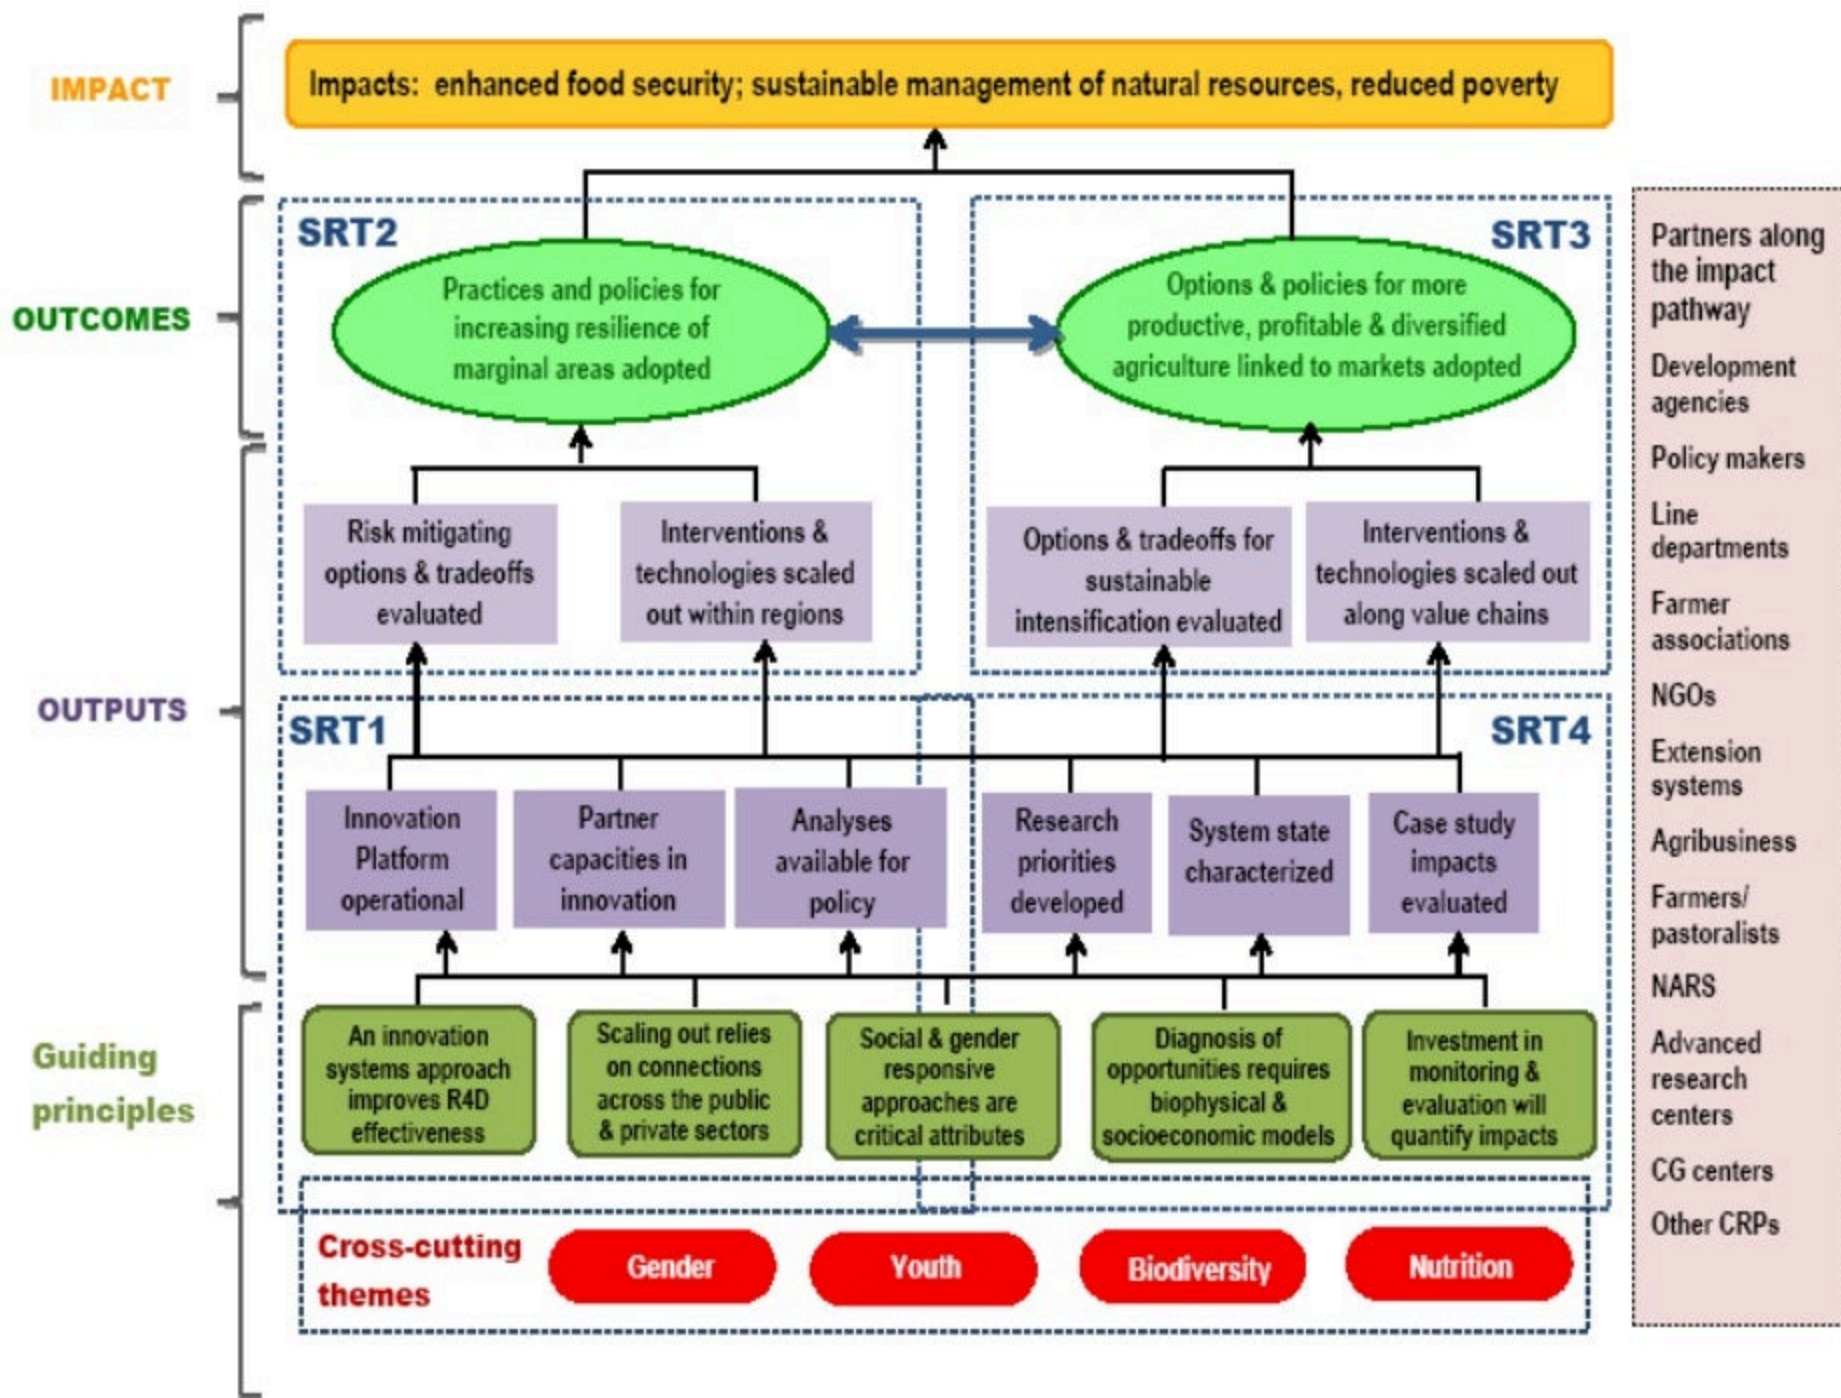 IMPACT
Impacts: enhanced food security; sustainable management of natural resources, reduced poverty
OUTCOMES
SRT2
Practices and policies for
increasing resilience of
marginal areas adopted
SRT3
Options & policies for more
productive, profitable & diversified
agriculture linked to markets adopted
OUTPUTS
Risk mitigating
options & tradeoffs
evaluated
Interventions &
technologies scaled
out within regions
Options & tradeoffs for
sustainable
intensification evaluated
Interventions &
technologies scaled out
along value chains
SRT1
SRT4
Innovation
Platform
operational
Partner
capacities in
innovation
Analyses
available for
policy
Research
priorities
developed
System state
characterized
Case study
impacts
evaluated
Guiding
principles
An innovation
systems approach
improves R4D
effectiveness
Scaling out relies
on connections
across the public
& private sectors
Social & gender
responsive
approaches are
critical attributes
Diagnosis of
opportunities requires
biophysical &
socioeconomic models
Investment in
monitoring &
evaluation will
quantify impacts
Cross-cutting
themes
Gender
Youth
Biodiversity
Nutrition
Partners along
the impact
pathway
Development
agencies
Policy makers
Line
departments
Farmer
associations
NGOs
Extension
systems
Agribusiness
Farmers/
pastoralists
NARS
Advanced
research
centers
CG centers
Other CRPs